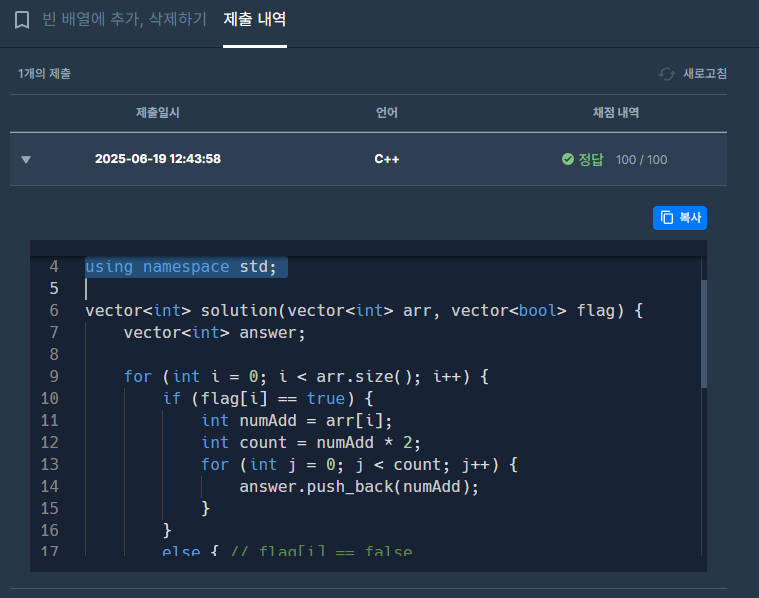 빈 배열에 추가, 삭제하기 제출 내역
1개의 제출 새로고침
제출일시 언어 채점 내역
2025-06-19 12:43:58 C++ 정답 100 / 100
복사
4 using namespace std;
5
6 vector<int> solution(vector<int> arr, vector<bool> flag) {
7 vector<int> answer;
8
9 for (int i = 0; i < arr.size(); i++) {
10 if (flag[i] == true) {
11 int numAdd = arr[i];
12 int count = numAdd * 2;
13 for (int j = 0; j < count; j++) {
14 answer.push_back(numAdd);
15 }
16 }
17 else { // flag[i] == false